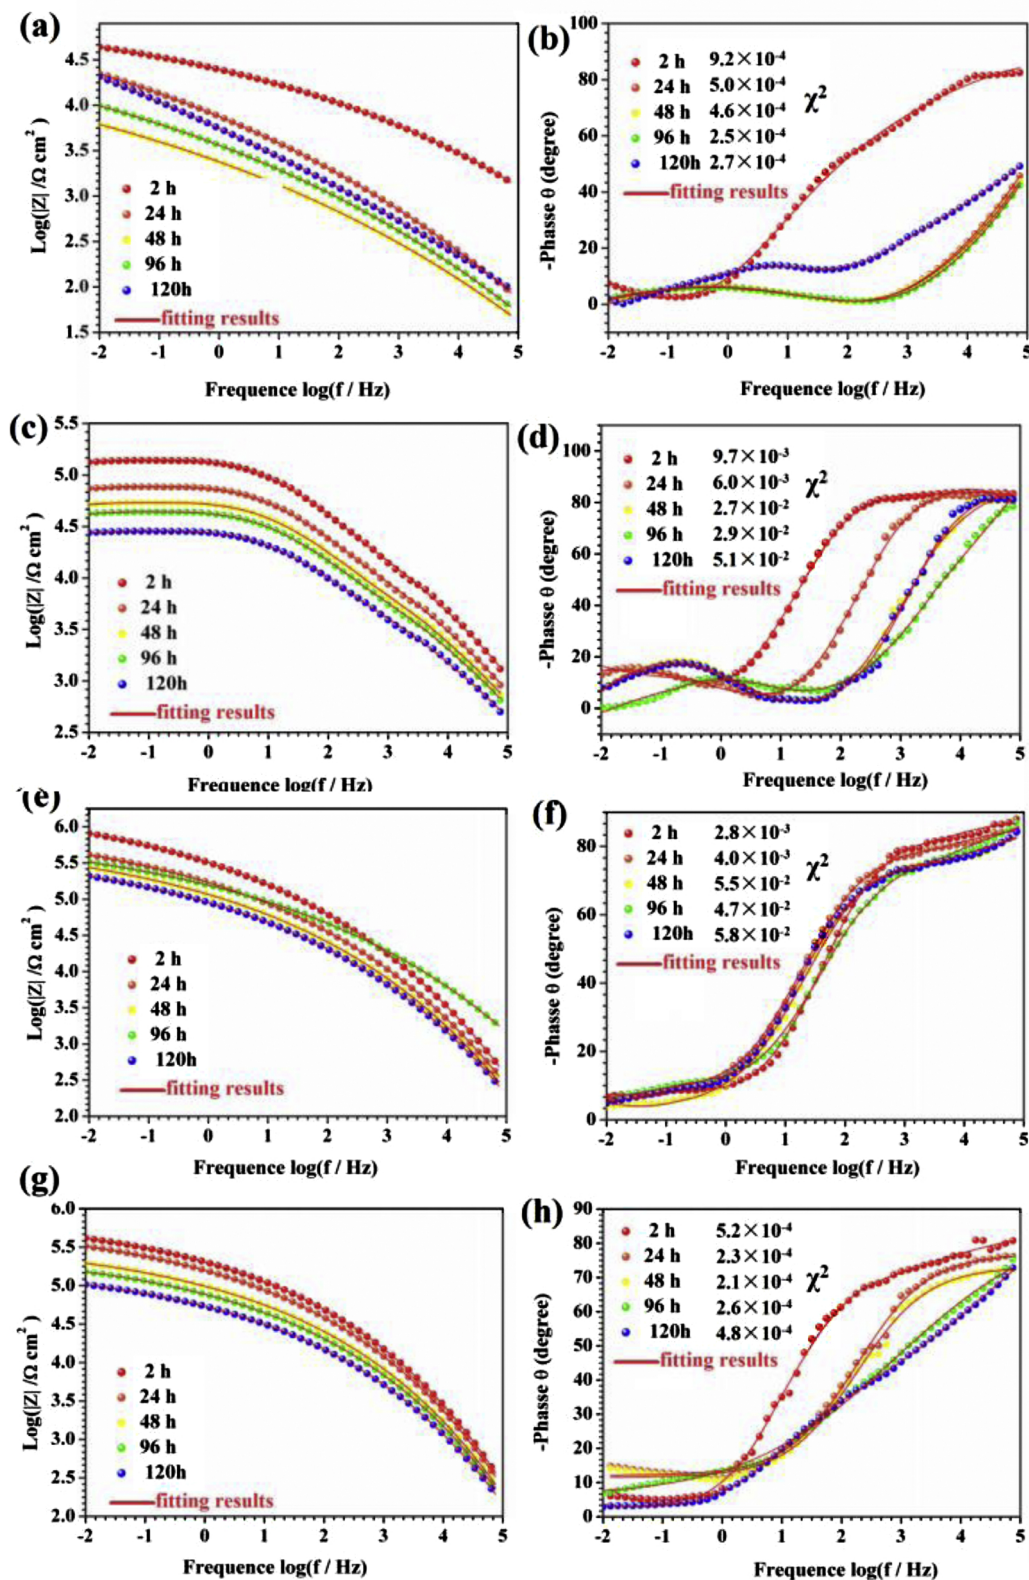 (a)
Log(|Z| /Ω cm²)
4.5
4.0
3.5
3.0
2.5
2.0
1.5
2 h
24 h
48 h
96 h
120h
fitting results
-2 -1 0 1 2 3 4 5
Frequence log(f / Hz)
(b)
-Phasse θ (degree)
100
80
60
40
20
0
2 h 9.2×10⁻⁴
24 h 5.0×10⁻⁴
48 h 4.6×10⁻⁴
96 h 2.5×10⁻⁴
120h 2.7×10⁻⁴
χ²
fitting results
-2 -1 0 1 2 3 4 5
Frequence log(f / Hz)
(c)
Log(|Z| /Ω cm²)
5.5
5.0
4.5
4.0
3.5
3.0
2.5
2 h
24 h
48 h
96 h
120h
fitting results
-2 -1 0 1 2 3 4 5
Frequence log(f / Hz)
(d)
-Phasse θ (degree)
100
80
60
40
20
0
2 h 9.7×10⁻³
24 h 6.0×10⁻³
48 h 2.7×10⁻²
96 h 2.9×10⁻²
120h 5.1×10⁻²
χ²
fitting results
-2 -1 0 1 2 3 4 5
Frequence log(f / Hz)
(e)
Log(|Z| /Ω cm²)
6.0
5.5
5.0
4.5
4.0
3.5
3.0
2.5
2.0
2 h
24 h
48 h
96 h
120h
fitting results
-2 -1 0 1 2 3 4 5
Frequence log(f / Hz)
(f)
-Phasse θ (degree)
80
60
40
20
0
2 h 2.8×10⁻³
24 h 4.0×10⁻³
48 h 5.5×10⁻²
96 h 4.7×10⁻²
120h 5.8×10⁻²
χ²
fitting results
-2 -1 0 1 2 3 4 5
Frequence log(f / Hz)
(g)
Log(|Z| /Ω cm²)
6.0
5.5
5.0
4.5
4.0
3.5
3.0
2.5
2.0
2 h
24 h
48 h
96 h
120h
fitting results
-2 -1 0 1 2 3 4 5
Frequence log(f / Hz)
(h)
-Phasse θ (degree)
90
80
70
60
50
40
30
20
10
0
2 h 5.2×10⁻⁴
24 h 2.3×10⁻⁴
48 h 2.1×10⁻⁴
96 h 2.6×10⁻⁴
120h 4.8×10⁻⁴
χ²
fitting results
-2 -1 0 1 2 3 4 5
Frequence log(f / Hz)